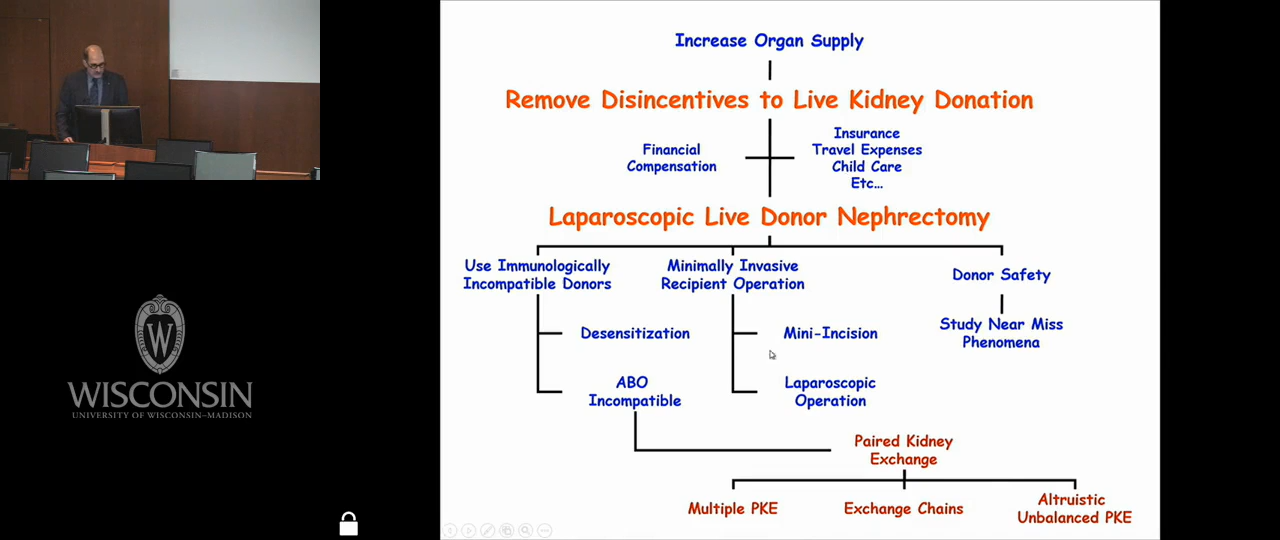 Increase Organ Supply
Remove Disincentives to Live Kidney Donation
Financial
Compensation
Insurance
Travel Expenses
Child Care
Etc...
Laparoscopic Live Donor Nephrectomy
Use Immunologically
Incompatible Donors
Minimally Invasive
Recipient Operation
Donor Safety
Desensitization
Mini-Incision
Study Near Miss
Phenomena
ABO
Incompatible
Laparoscopic
Operation
Paired Kidney
Exchange
Multiple PKE
Exchange Chains
Altruistic
Unbalanced PKE
W
WISCONSIN
UNIVERSITY OF WISCONSIN–MADISON